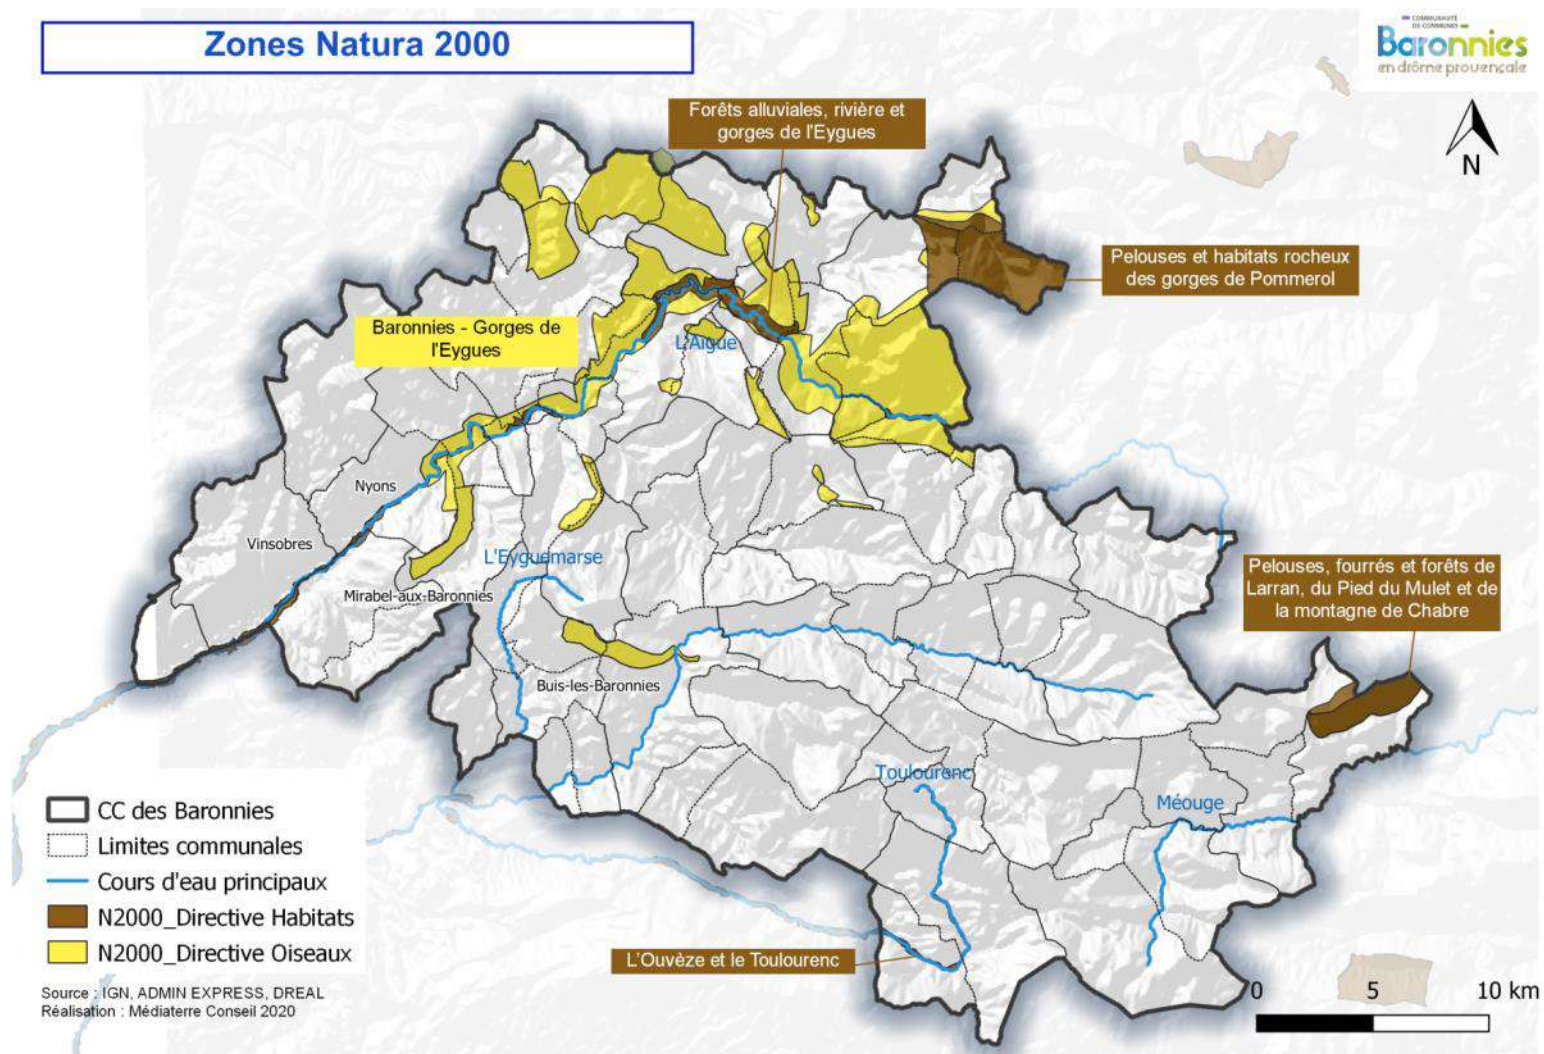 Zones Natura 2000
COMMUNAUTÉ
DE COMMUNES
Baronnies
en drôme provençale
Forêts alluviales, rivière et
gorges de l'Eygues
N
Pelouses et habitats rocheux
des gorges de Pommerol
Baronnies - Gorges de
l'Eygues
L'Aigue
Nyons
Vinsobres
L'Eyguemarse
Mirabel-aux-Baronnies
Pelouses, fourrés et forêts de
Larran, du Pied du Mulet et de
la montagne de Chabre
Buis-les-Baronnies
Toulourenc
Méouge
CC des Baronnies
Limites communales
Cours d'eau principaux
N2000_Directive Habitats
N2000_Directive Oiseaux
L'Ouvèze et le Toulourenc
Source : IGN, ADMIN EXPRESS, DREAL
Réalisation : Médiaterre Conseil 2020
0 5 10 km